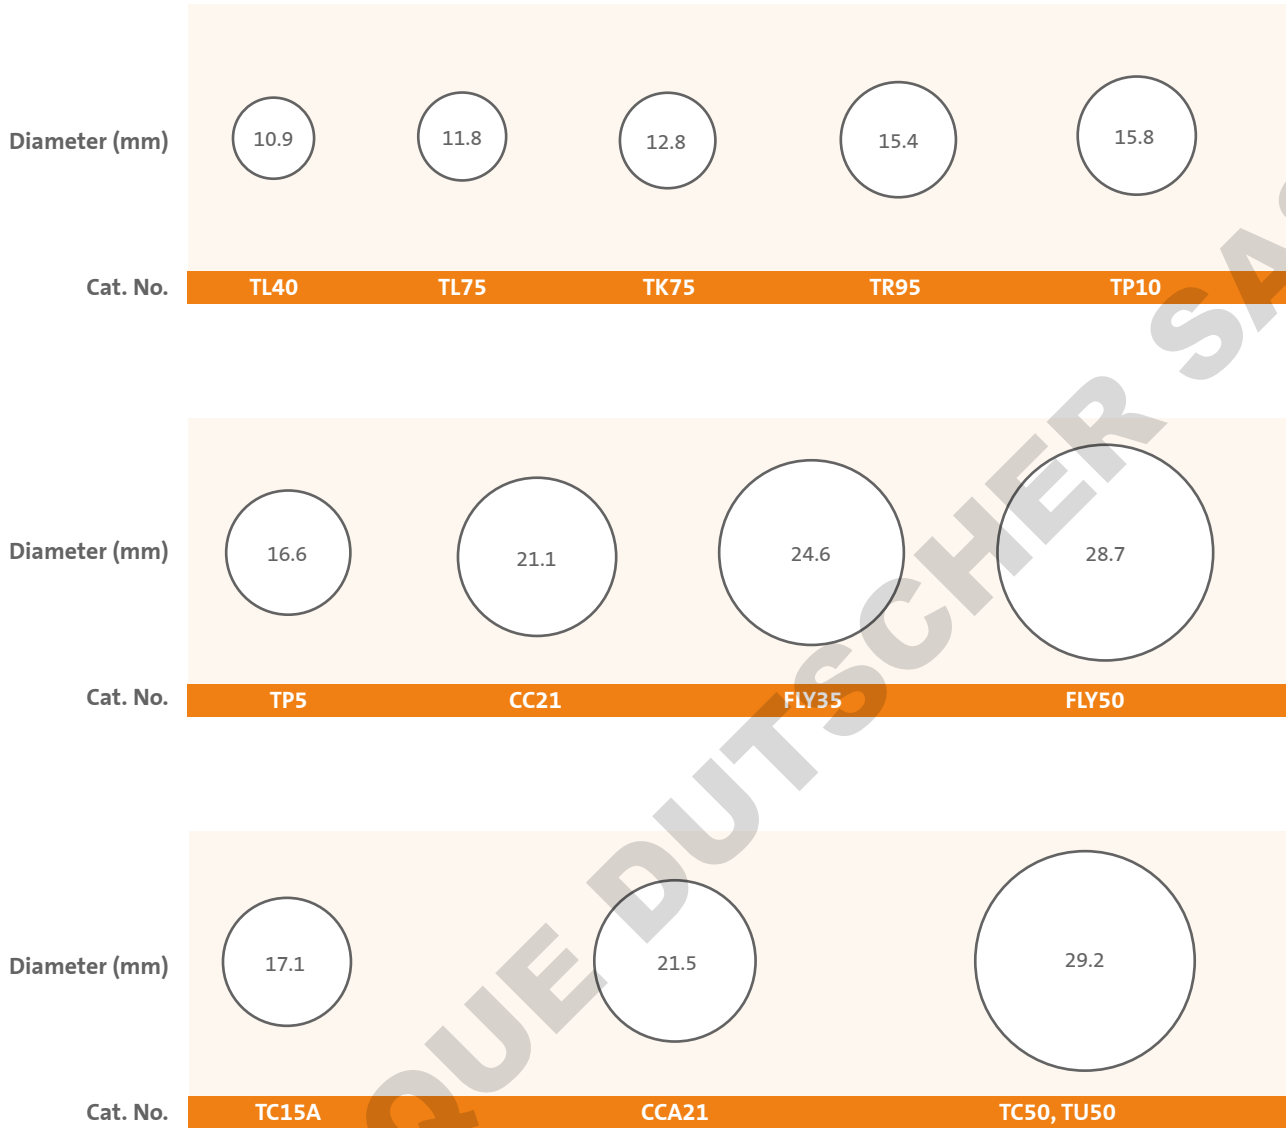 Diameter (mm) 10.9 11.8 12.8 15.4 15.8
Cat. No. TL40 TL75 TK75 TR95 TP10
Diameter (mm) 16.6 21.1 24.6 28.7
Cat. No. TP5 CC21 FLY35 FLY50
Diameter (mm) 17.1 21.5 29.2
Cat. No. TC15A CCA21 TC50, TU50
QUE DUTSCHER SAS